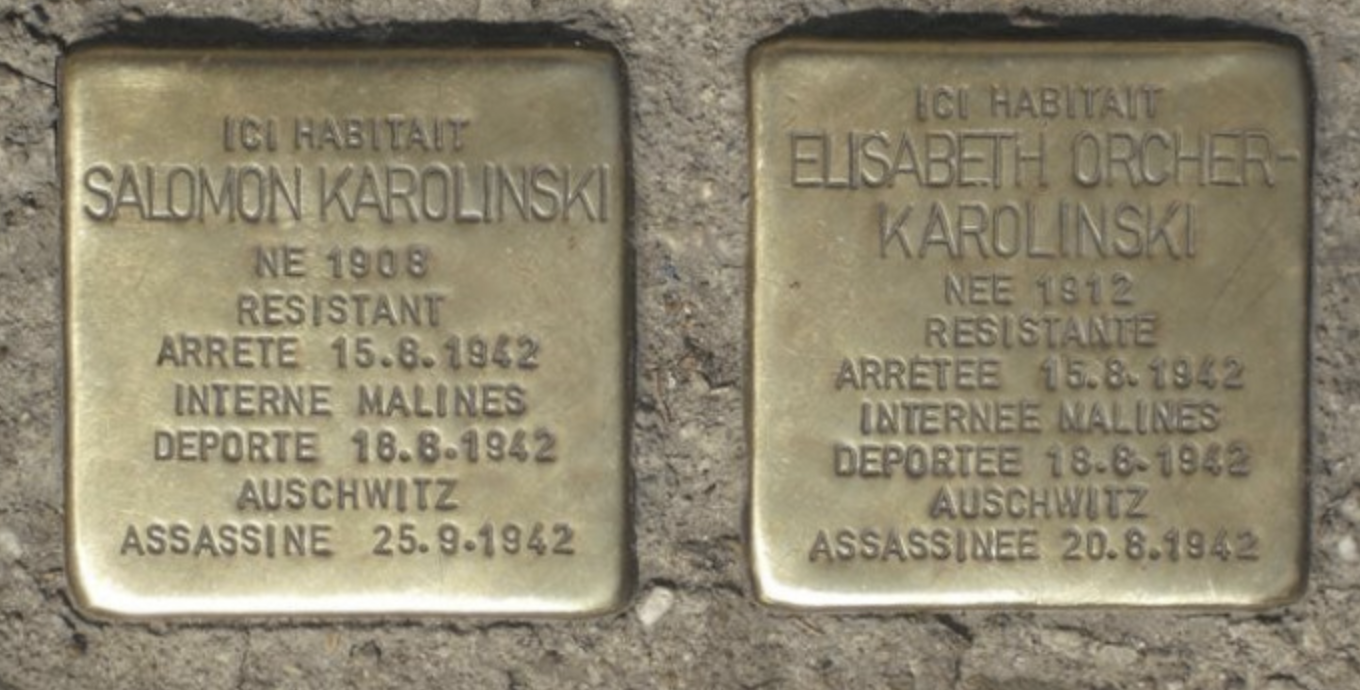 ICI HABITAIT
SALOMON KAROLINSKI
NE 1908
RESISTANT
ARRETE 15.8.1942
INTERNE MALINES
DEPORTE 18.8.1942
AUSCHWITZ
ASSASSINE 25.9.1942
ICI HABITAIT
ELISABETH ORCHER-
KAROLINSKI
NEE 1912
RESISTANTE
ARRETEE 15.8.1942
INTERNEE MALINES
DEPORTEE 18.8.1942
AUSCHWITZ
ASSASSINEE 20.8.1942